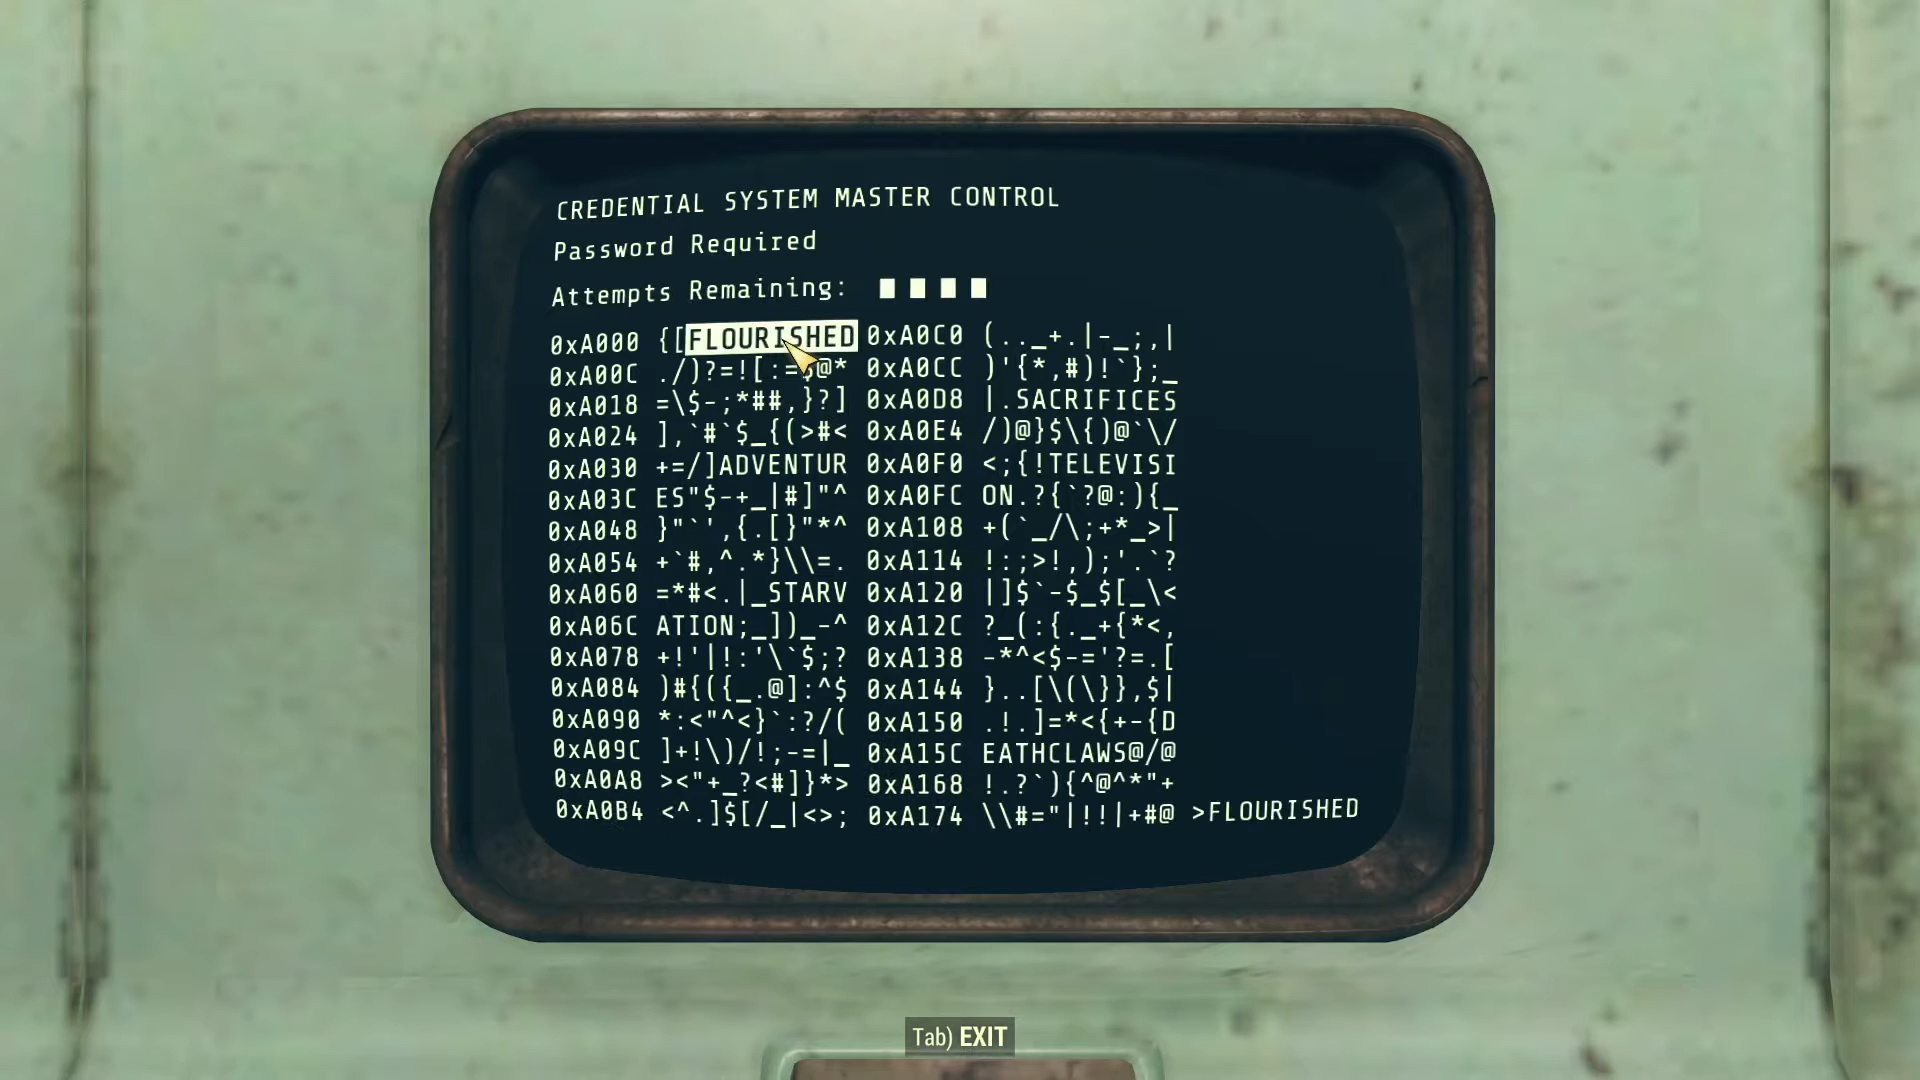 CREDENTIAL SYSTEM MASTER CONTROL
Password Required
Attempts Remaining: ■ ■ ■ ■
0xA000 {[FLOURISHED 0xA0C0 (.._+.|-_;,|
0xA00C ./)?=![:=$@* 0xA0CC )'{*,#)!`};_
0xA018 =\$-;*##,}?] 0xA0D8 |.SACRIFICES
0xA024 ],`#`$_{(>#< 0xA0E4 /)@}$\{)@`\/
0xA030 +=/]ADVENTUR 0xA0F0 <;{!TELEVISI
0xA03C ES"$-+_|#]"^ 0xA0FC ON.?{`?@:){_
0xA048 }"`',{.[}"*^ 0xA108 +(`_/\;+*_>|
0xA054 +`#,^.*}\\=. 0xA114 !:;>!,);'.`?
0xA060 =*#<.|_STARV 0xA120 |]$`-$_$[_\<
0xA06C ATION;_])_-^ 0xA12C ?_(:{._+{*<,
0xA078 +!'|!:'\`$;? 0xA138 -*^<$-='?=.[
0xA084 )#{({_.@]:^$ 0xA144 }..[\(\}},$|
0xA090 *:<"^<}`:?/( 0xA150 .!.]=*<{+-{D
0xA09C ]+!\)/!;-=|_ 0xA15C EATHCLAWS@/@
0xA0A8 ><"+_?<#]}*> 0xA168 !.?`){^@^*"+
0xA0B4 <^.]$[/_|<>; 0xA174 \\#="|!!|+#@ >FLOURISHED
Tab) EXIT